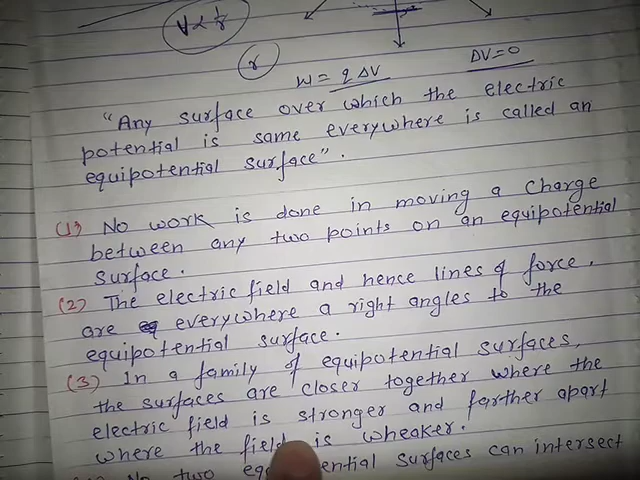 V ∝ 1/r
r
W = q ΔV
ΔV = 0
"Any surface over which the electric
potential is same everywhere is called an
equipotential surface".
(1) No work is done in moving a charge
between any two points on an equipotential
surface.
(2) The electric field and hence lines of force.
are everywhere a right angles to the
equipotential surface.
(3) In a family of equipotential surfaces,
the surfaces are closer together where the
electric field is stronger and farther apart
where the field is wheaker.
No two surfaces can intersect